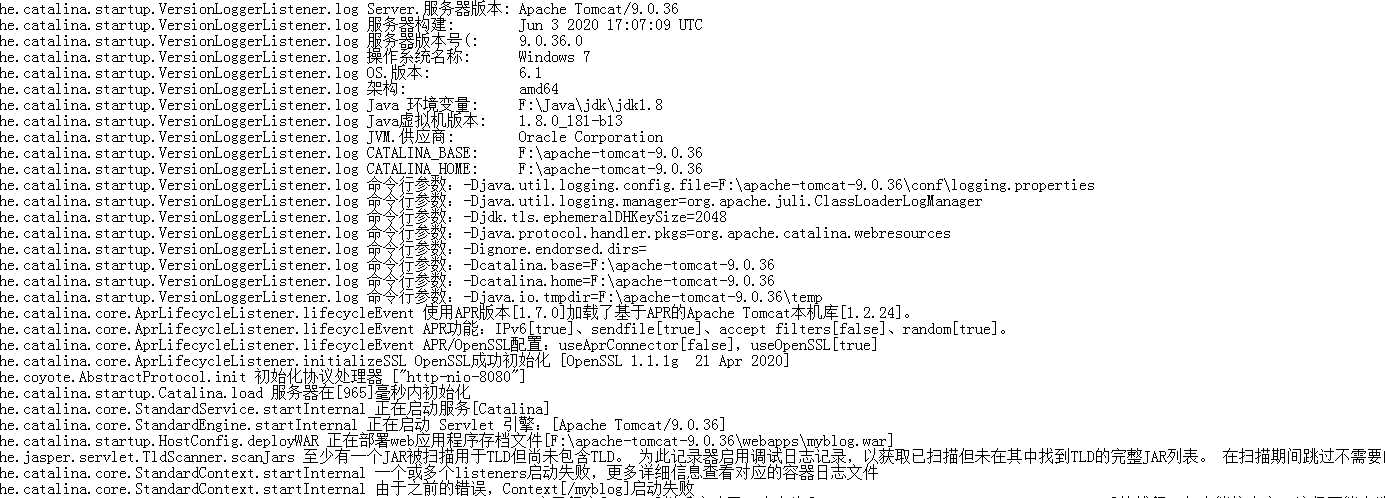 he.catalina.startup.VersionLoggerListener.log Server.服务器版本: Apache Tomcat/9.0.36
he.catalina.startup.VersionLoggerListener.log 服务器构建: Jun 3 2020 17:07:09 UTC
he.catalina.startup.VersionLoggerListener.log 服务器版本号(: 9.0.36.0
he.catalina.startup.VersionLoggerListener.log 操作系统名称: Windows 7
he.catalina.startup.VersionLoggerListener.log OS.版本: 6.1
he.catalina.startup.VersionLoggerListener.log 架构: amd64
he.catalina.startup.VersionLoggerListener.log Java 环境变量: F:\Java\jdk\jdk1.8
he.catalina.startup.VersionLoggerListener.log Java虚拟机版本: 1.8.0_181-b13
he.catalina.startup.VersionLoggerListener.log JVM.供应商: Oracle Corporation
he.catalina.startup.VersionLoggerListener.log CATALINA_BASE: F:\apache-tomcat-9.0.36
he.catalina.startup.VersionLoggerListener.log CATALINA_HOME: F:\apache-tomcat-9.0.36
he.catalina.startup.VersionLoggerListener.log 命令行参数：-Djava.util.logging.config.file=F:\apache-tomcat-9.0.36\conf\logging.properties
he.catalina.startup.VersionLoggerListener.log 命令行参数：-Djava.util.logging.manager=org.apache.juli.ClassLoaderLogManager
he.catalina.startup.VersionLoggerListener.log 命令行参数：-Djdk.tls.ephemeralDHKeySize=2048
he.catalina.startup.VersionLoggerListener.log 命令行参数：-Djava.protocol.handler.pkgs=org.apache.catalina.webresources
he.catalina.startup.VersionLoggerListener.log 命令行参数：-Dignore.endorsed.dirs=
he.catalina.startup.VersionLoggerListener.log 命令行参数：-Dcatalina.base=F:\apache-tomcat-9.0.36
he.catalina.startup.VersionLoggerListener.log 命令行参数：-Dcatalina.home=F:\apache-tomcat-9.0.36
he.catalina.startup.VersionLoggerListener.log 命令行参数：-Djava.io.tmpdir=F:\apache-tomcat-9.0.36\temp
he.catalina.core.AprLifecycleListener.lifecycleEvent 使用APR版本[1.7.0]加载了基于APR的Apache Tomcat本机库[1.2.24]。
he.catalina.core.AprLifecycleListener.lifecycleEvent APR功能：IPv6[true]、sendfile[true]、accept filters[false]、random[true]。
he.catalina.core.AprLifecycleListener.lifecycleEvent APR/OpenSSL配置：useAprConnector[false]，useOpenSSL[true]
he.catalina.core.AprLifecycleListener.initializeSSL OpenSSL成功初始化 [OpenSSL 1.1.1g 21 Apr 2020]
he.coyote.AbstractProtocol.init 初始化协议处理器 ["http-nio-8080"]
he.catalina.startup.Catalina.load 服务器在[965]毫秒内初始化
he.catalina.core.StandardService.startInternal 正在启动服务[Catalina]
he.catalina.core.StandardEngine.startInternal 正在启动 Servlet 引擎：[Apache Tomcat/9.0.36]
he.catalina.startup.HostConfig.deployWAR 正在部署web应用程序存档文件[F:\apache-tomcat-9.0.36\webapps\myblog.war]
he.jasper.servlet.TldScanner.scanJars 至少有一个JAR被扫描用于TLD但尚未包含TLD。 为此记录器启用调试日志记录，以获取已扫描但未在其中找到TLD的完整JAR列表。 在扫描期间跳过不需要
he.catalina.core.StandardContext.startInternal 一个或多个listeners启动失败，更多详细信息查看对应的容器日志文件
he.catalina.core.StandardContext.startInternal 由于之前的错误，Context[/myblog]启动失败